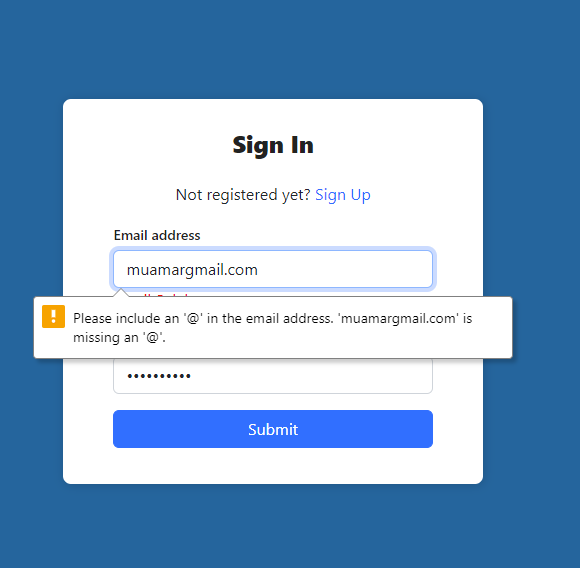 Sign In
Not registered yet? Sign Up
Email address
muamargmail.com
Please include an '@' in the email address. 'muamargmail.com' is
missing an '@'.
••••••••••
Submit